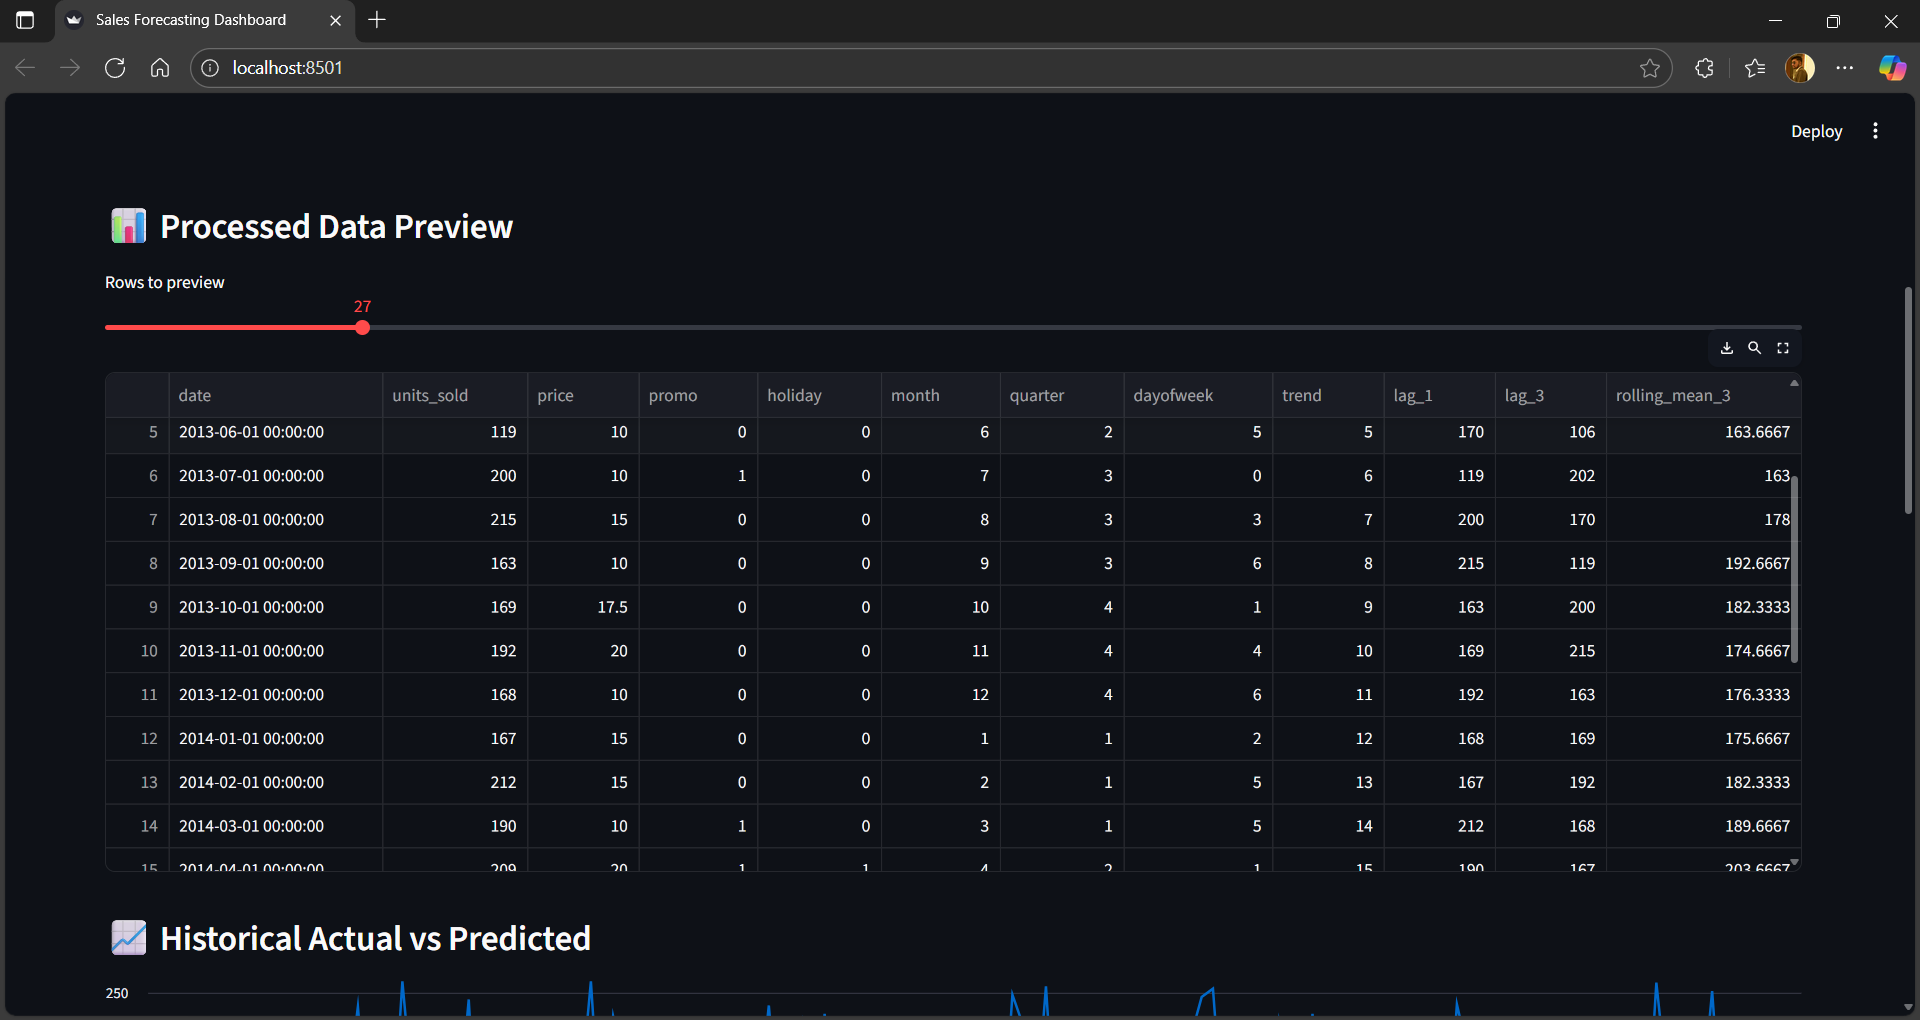 Sales Forecasting Dashboard
localhost:8501
Deploy
Processed Data Preview
Rows to preview
27
date units_sold price promo holiday month quarter dayofweek trend lag_1 lag_3 rolling_mean_3
5 2013-06-01 00:00:00 119 10 0 0 6 2 5 5 170 106 163.6667
6 2013-07-01 00:00:00 200 10 1 0 7 3 0 6 119 202 163
7 2013-08-01 00:00:00 215 15 0 0 8 3 3 7 200 170 178
8 2013-09-01 00:00:00 163 10 0 0 9 3 6 8 215 119 192.6667
9 2013-10-01 00:00:00 169 17.5 0 0 10 4 1 9 163 200 182.3333
10 2013-11-01 00:00:00 192 20 0 0 11 4 4 10 169 215 174.6667
11 2013-12-01 00:00:00 168 10 0 0 12 4 6 11 192 163 176.3333
12 2014-01-01 00:00:00 167 15 0 0 1 1 2 12 168 169 175.6667
13 2014-02-01 00:00:00 212 15 0 0 2 1 5 13 167 192 182.3333
14 2014-03-01 00:00:00 190 10 1 0 3 1 5 14 212 168 189.6667
15 2014-04-01 00:00:00 209 20 1 1 4 2 1 15 190 167 203.6667
Historical Actual vs Predicted
250